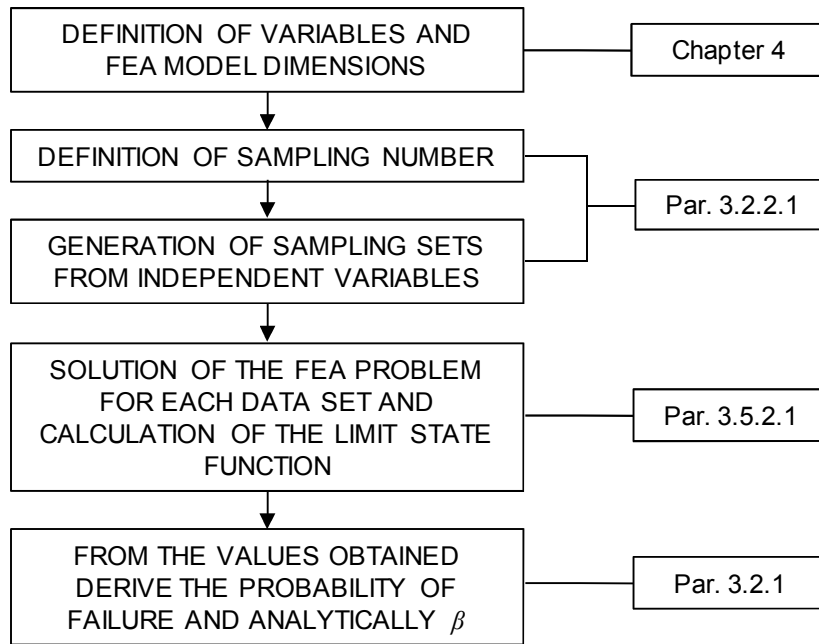 DEFINITION OF VARIABLES AND
FEA MODEL DIMENSIONS
Chapter 4
DEFINITION OF SAMPLING NUMBER
Par. 3.2.2.1
GENERATION OF SAMPLING SETS
FROM INDEPENDENT VARIABLES
SOLUTION OF THE FEA PROBLEM
FOR EACH DATA SET AND
CALCULATION OF THE LIMIT STATE
FUNCTION
Par. 3.5.2.1
FROM THE VALUES OBTAINED
DERIVE THE PROBABILITY OF
FAILURE AND ANALYTICALLY β
Par. 3.2.1